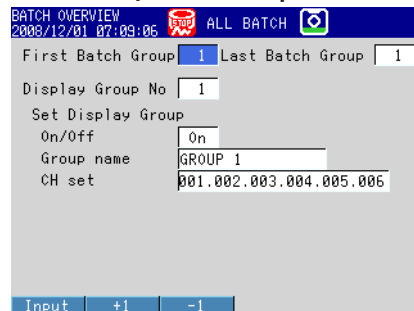 BATCH OVERVIEW
2008/12/01 07:09:06 STOP ALL BATCH
First Batch Group 1 Last Batch Group 1
Display Group No 1
Set Display Group
On/Off On
Group name GROUP 1
CH set 001.002.003.004.005.006
Input +1 -1